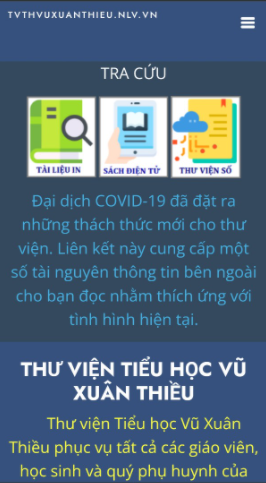 TVTHVUXUANTHIEU.NLV.VN
TRA CỨU
TÀI LIỆU IN
SÁCH ĐIỆN TỬ
THƯ VIỆN SỐ
Đại dịch COVID-19 đã đặt ra
những thách thức mới cho thư
viện. Liên kết này cung cấp một
số tài nguyên thông tin bên ngoài
cho bạn đọc nhằm thích ứng với
tình hình hiện tại.
THƯ VIỆN TIỂU HỌC VŨ
XUÂN THIỀU
Thư viện Tiểu học Vũ Xuân
Thiều phục vụ tất cả các giáo viên,
học sinh và quý phụ huynh của